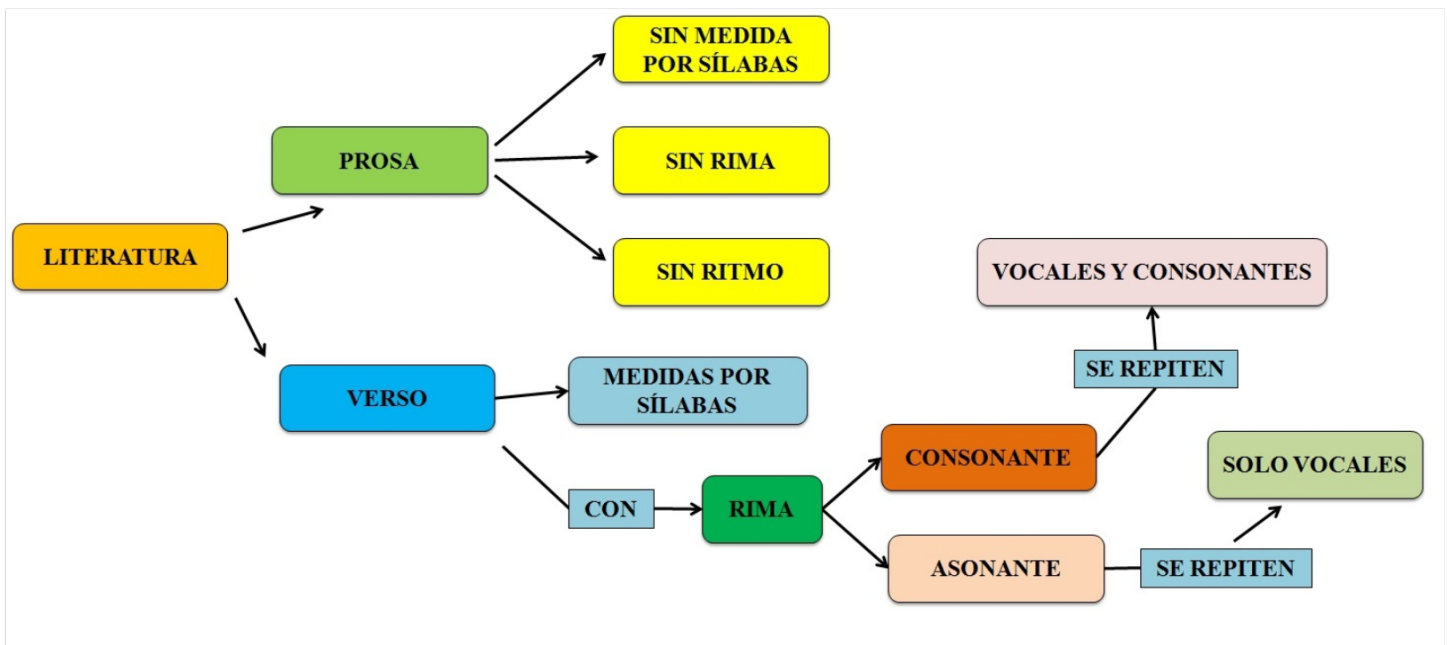 SIN MEDIDA
POR SÍLABAS
PROSA
SIN RIMA
LITERATURA
SIN RITMO
VOCALES Y CONSONANTES
VERSO
MEDIDAS POR
SÍLABAS
SE REPITEN
CONSONANTE
SOLO VOCALES
CON
RIMA
ASONANTE
SE REPITEN